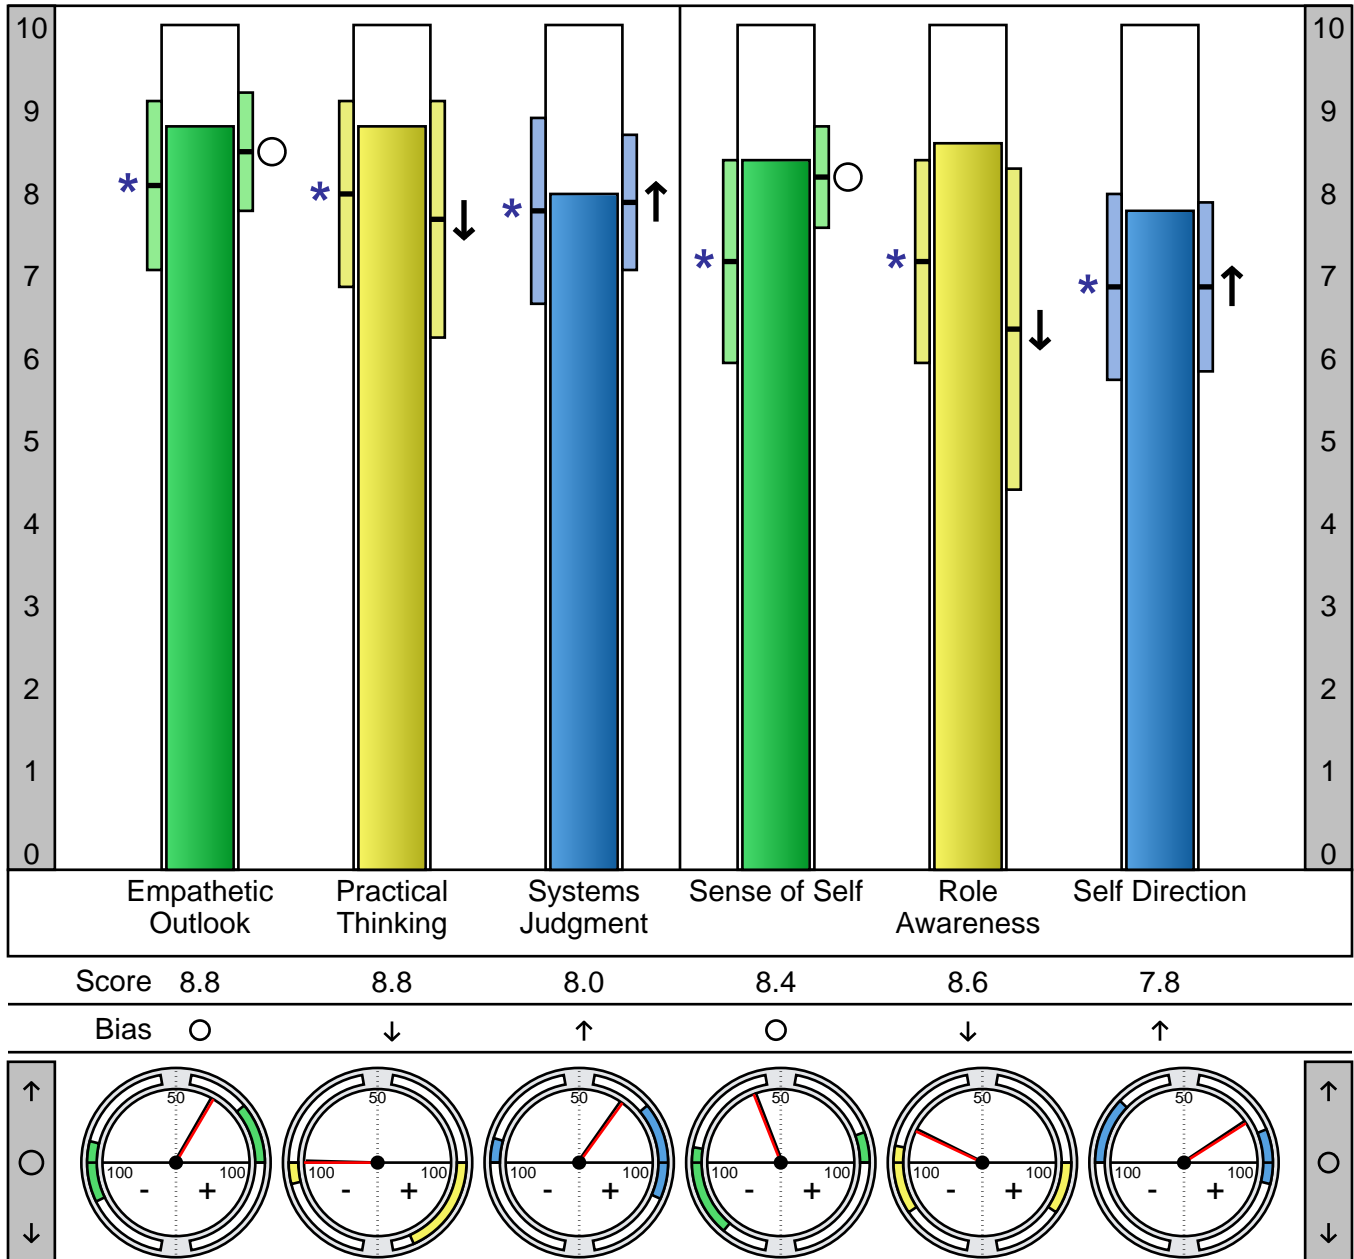 10 10
9 9
8 8
7 7
6 6
5 5
4 4
3 3
2 2
1 1
0 0
* * * * * *
○ ↓ ↑ ○ ↓ ↑
Empathetic Outlook
Practical Thinking
Systems Judgment
Sense of Self
Role Awareness
Self Direction
Score 8.8 8.8 8.0 8.4 8.6 7.8
Bias ○ ↓ ↑ ○ ↓ ↑
↑ 50 50 50 50 50 50 ↑
○ 100 100 100 100 100 100 100 100 100 100 100 100 ○
- + - + - + - + - + - +
↓ ↓